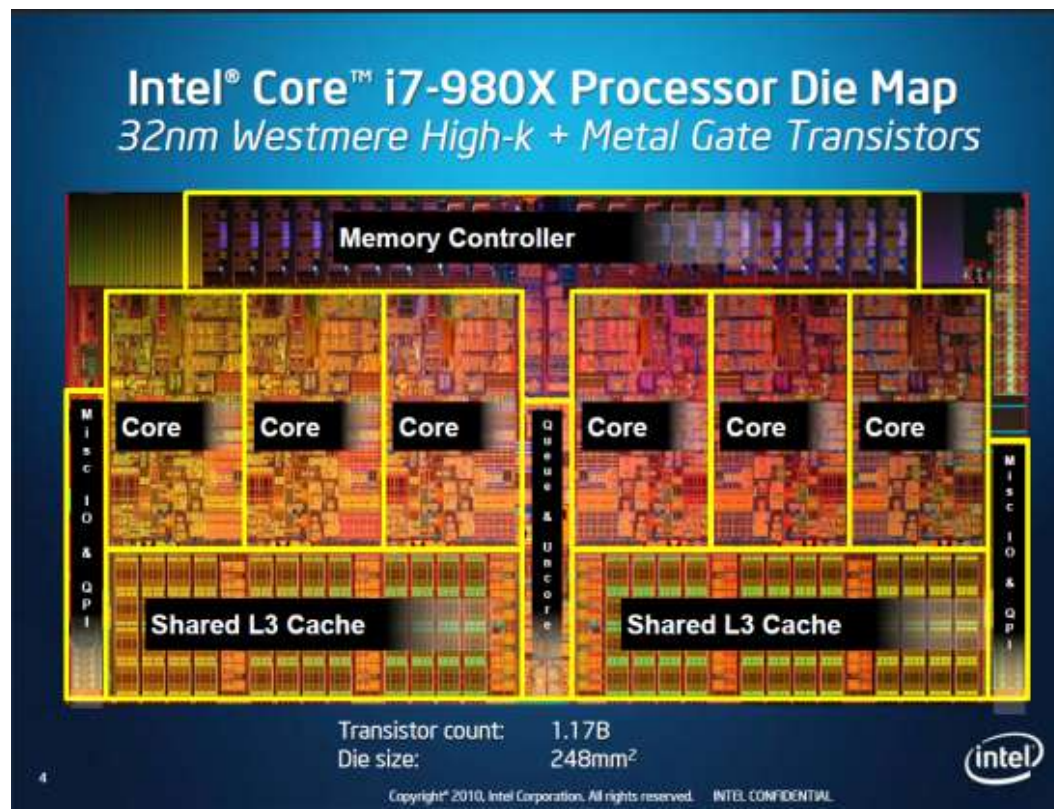 Intel® Core™ i7-980X Processor Die Map
32nm Westmere High-k + Metal Gate Transistors
Memory Controller
Core
Core
Core
Core
Core
Core
Misc IO & QPI
Queue & Uncore
Misc IO & QPI
Shared L3 Cache
Shared L3 Cache
Transistor count: 1.17B
Die size: 248mm²
intel
4
Copyright® 2010, Intel Corporation. All rights reserved. INTEL CONFIDENTIAL